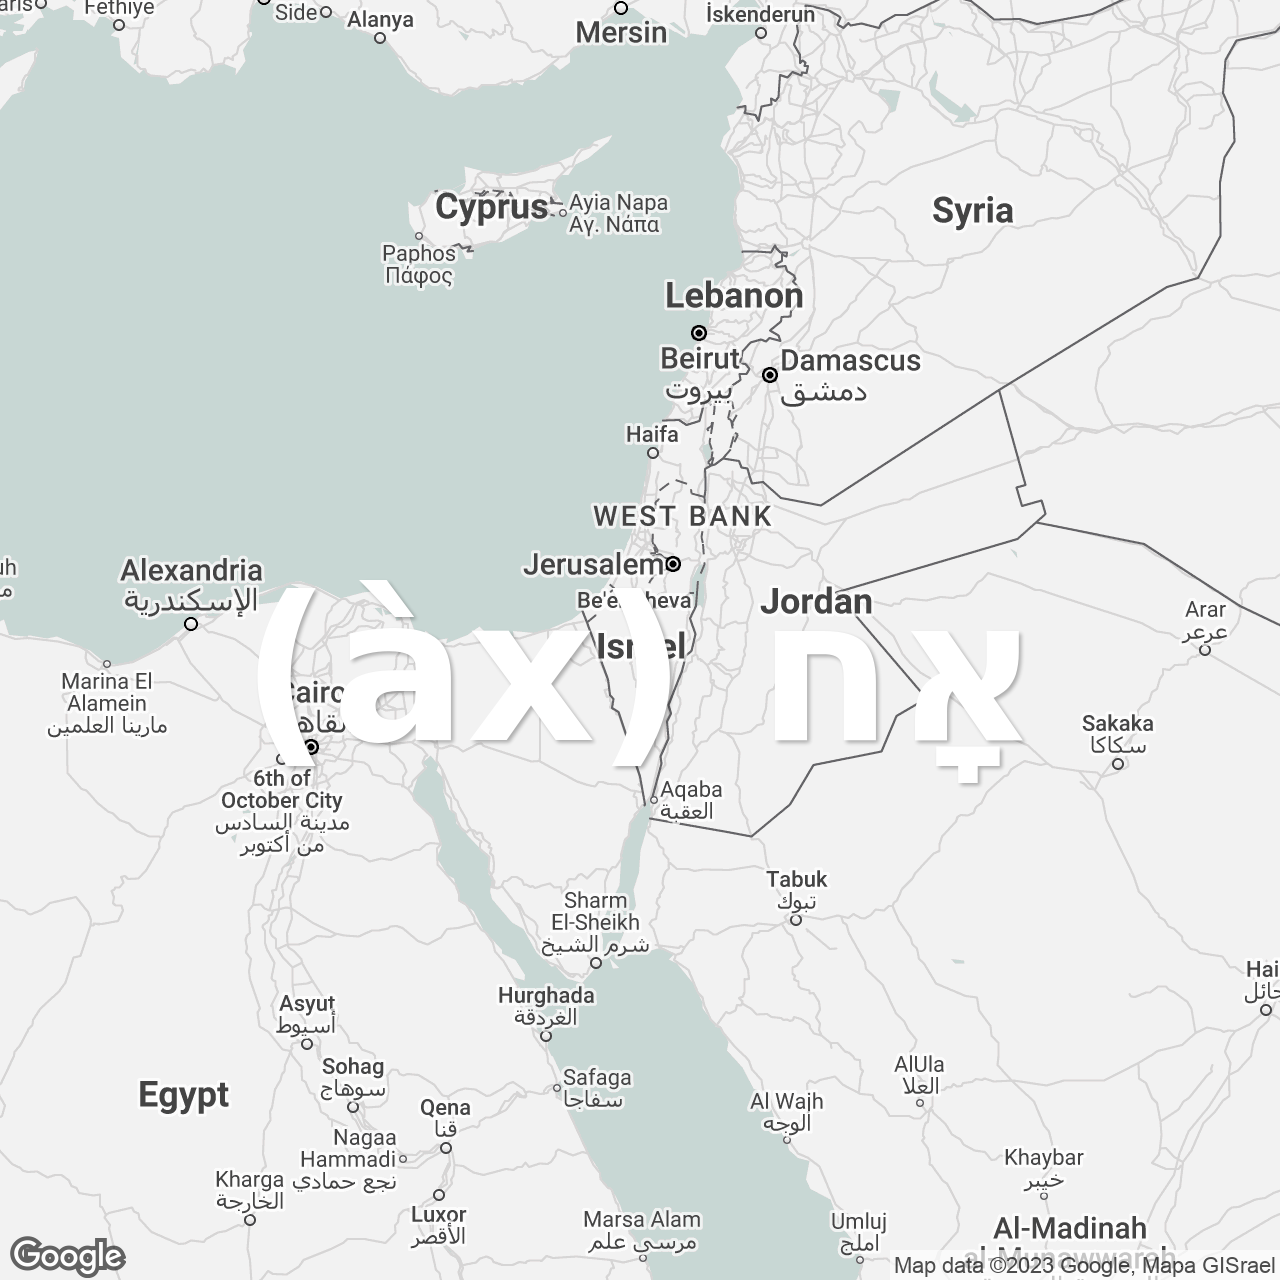 Fethiye
Side
Alanya
Mersin
İskenderun
Cyprus
Ayia Napa
Αγ. Νάπα
Paphos
Πάφος
Syria
Lebanon
Beirut
بيروت
Damascus
دمشق
Haifa
WEST BANK
Jerusalem
Alexandria
الإسكندرية
Jordan
Arar
عرعر
אָח (àx)
Marina El
Alamein
مارينا العلمين
Sakaka
سكاكا
6th of
October City
مدينة السادس
من أكتوبر
Aqaba
العقبة
Tabuk
تبوك
Sharm
El-Sheikh
شرم الشيخ
Hurghada
الغردقة
Asyut
أسيوط
Sohag
سوهاج
Safaga
سفاجا
AlUla
العلا
Egypt
Qena
قنا
Al Wajh
الوجه
Nagaa
Hammadi
نجع حمادي
Khaybar
خيبر
Kharga
الخارجة
Luxor
الأقصر
Marsa Alam
مرسى علم
Umluj
املج
Al-Madinah
Google
Map data ©2023 Google, Mapa GISrael